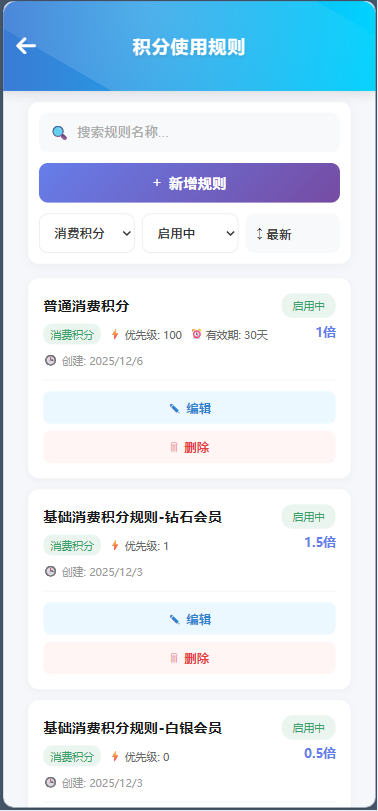 积分使用规则
搜索规则名称...
+ 新增规则
消费积分 启用中 ↕ 最新
普通消费积分 启用中
消费积分 优先级: 100 有效期: 30天 1倍
创建: 2025/12/6
编辑
删除
基础消费积分规则-钻石会员 启用中
消费积分 优先级: 1 1.5倍
创建: 2025/12/3
编辑
删除
基础消费积分规则-白银会员 启用中
消费积分 优先级: 0 0.5倍
创建: 2025/12/3